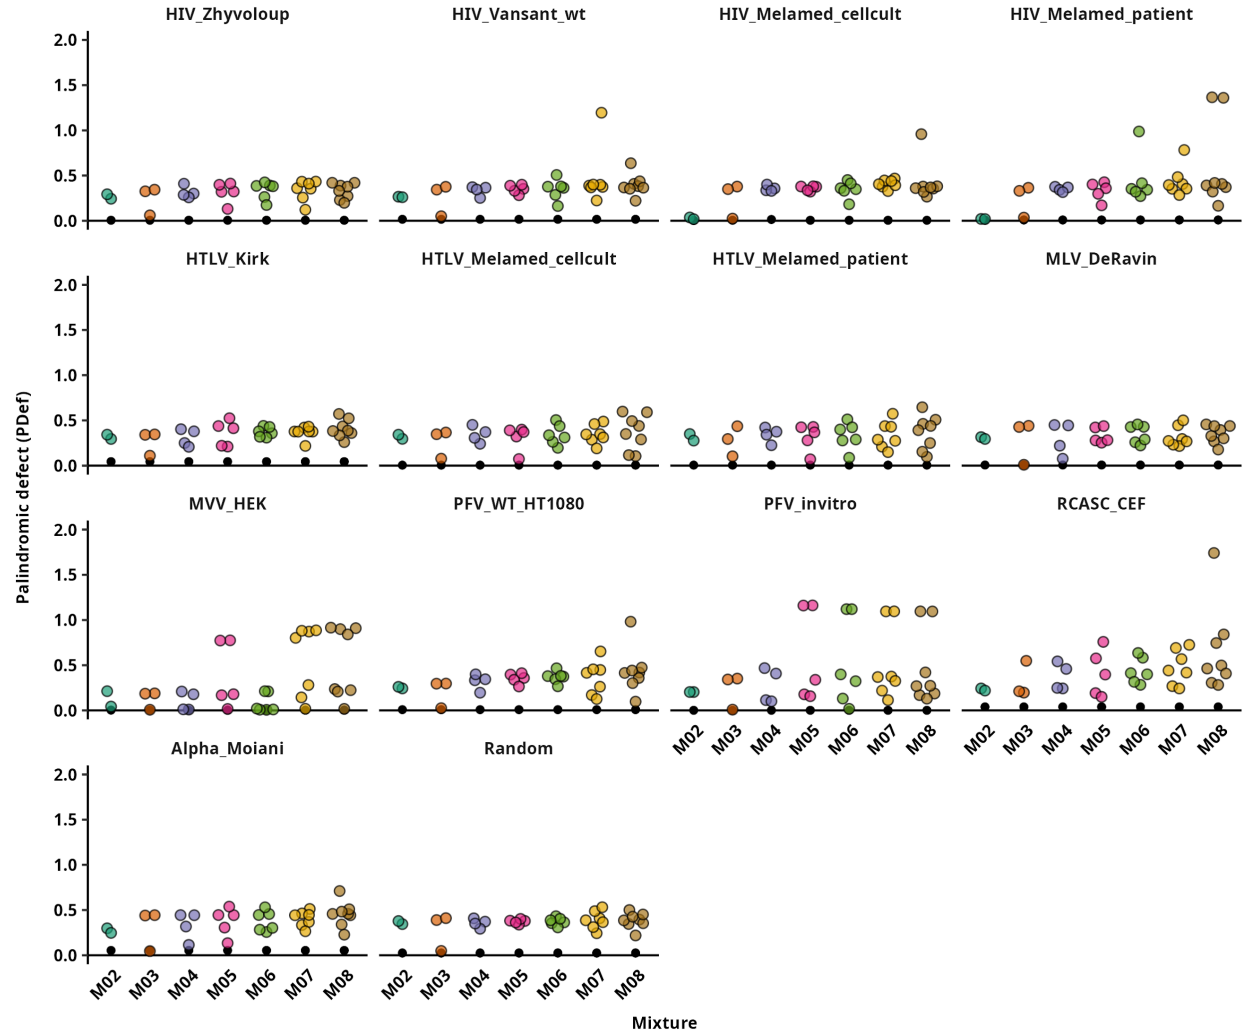 HIV_Zhyvoloup HIV_Vansant_wt HIV_Melamed_cellcult HIV_Melamed_patient
2.0
1.5
1.0
0.5
0.0
HTLV_Kirk HTLV_Melamed_cellcult HTLV_Melamed_patient MLV_DeRavin
2.0
1.5
1.0
0.5
0.0
Palindromic defect (PDef)
MVV_HEK PFV_WT_HT1080 PFV_invitro RCASC_CEF
2.0
1.5
1.0
0.5
0.0
M02 M03 M04 M05 M06 M07 M08 M02 M03 M04 M05 M06 M07 M08
Alpha_Moiani Random
2.0
1.5
1.0
0.5
0.0
M02 M03 M04 M05 M06 M07 M08 M02 M03 M04 M05 M06 M07 M08
Mixture